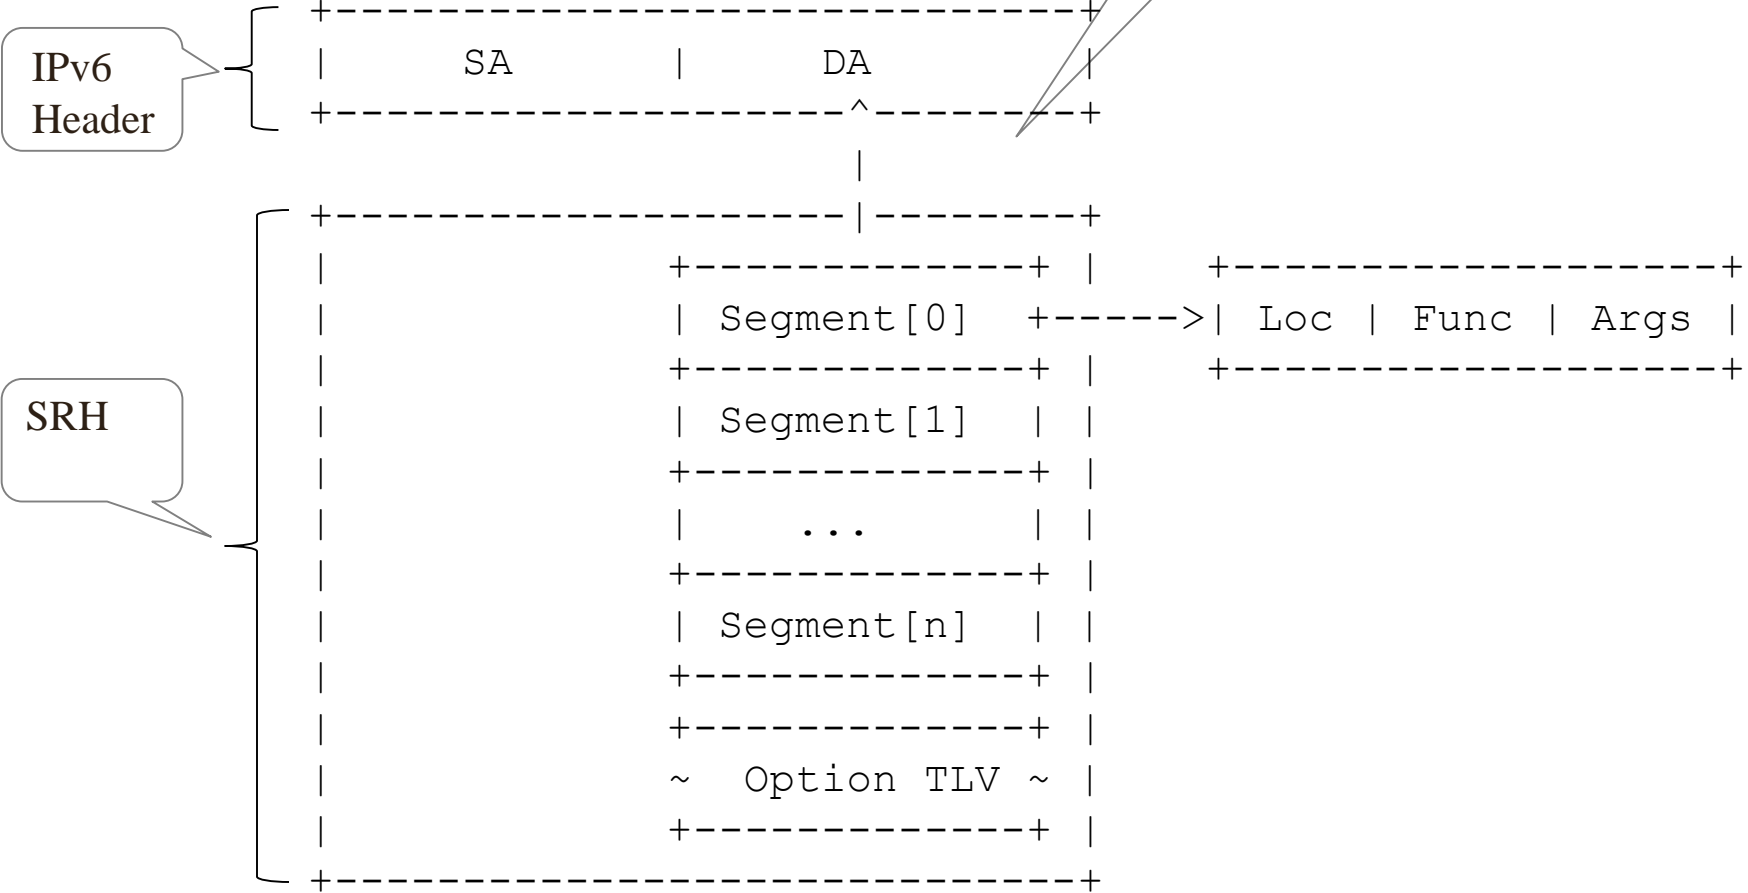 IPv6
Header
+-----------------------------+
| SA | DA |
+--------------------^--------+
|
+--------------------|--------+
| +-------------+ | +-------------------+
| | Segment[0] +----->| Loc | Func | Args |
| +-------------+ | +-------------------+
SRH
| | Segment[1] | |
| +-------------+ |
| | ... | |
| +-------------+ |
| | Segment[n] | |
| +-------------+ |
| +-------------+ |
| ~ Option TLV ~ |
| +-------------+ |
+-----------------------------+